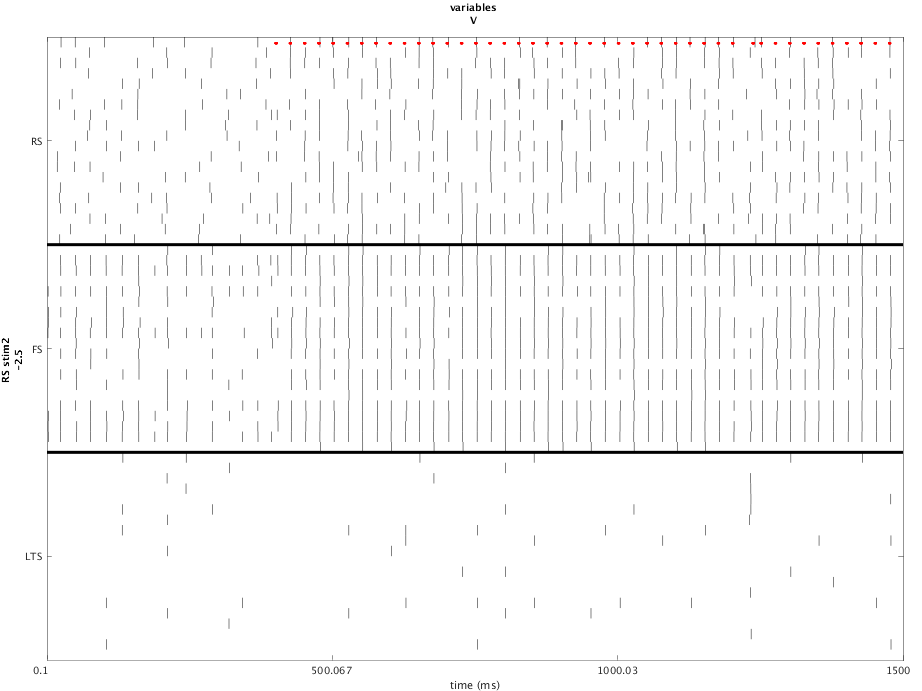 variables
V
RS
FS
LTS
RS stim2
-2.5
0.1
500.067
1000.03
1500
time (ms)